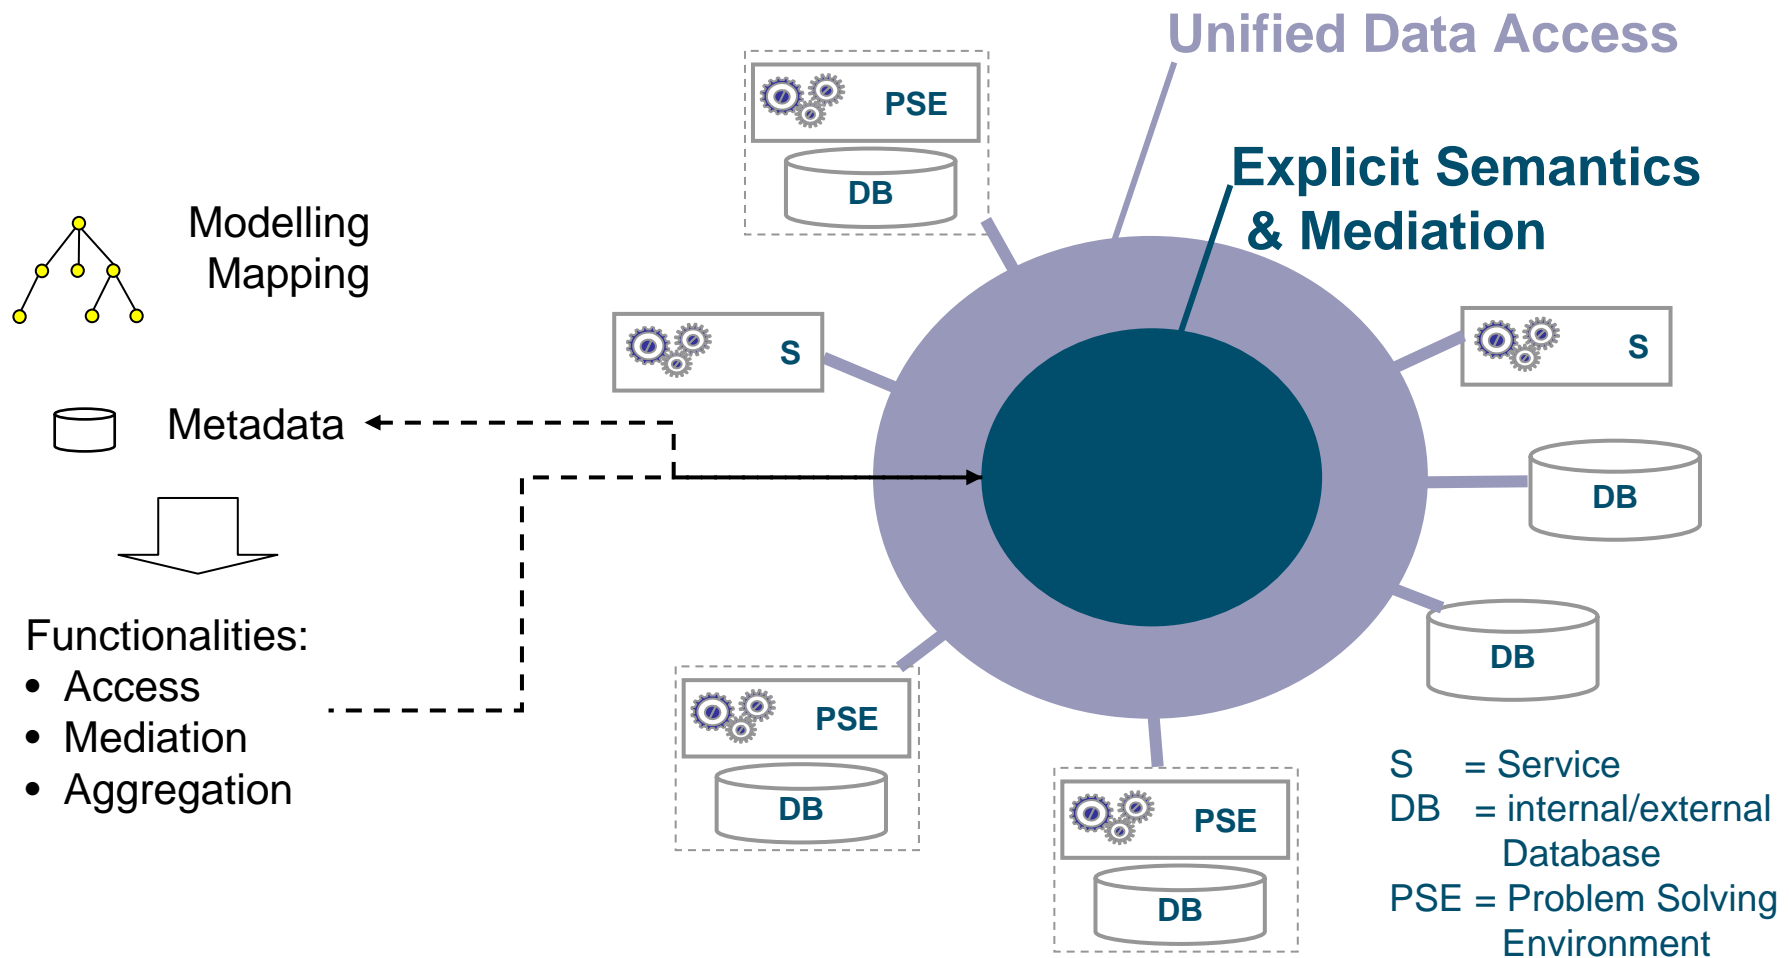 Unified Data Access
Explicit Semantics
& Mediation
PSE
DB
Modelling
Mapping
S
S
Metadata
DB
DB
Functionalities:
• Access
• Mediation
• Aggregation
PSE
DB
PSE
DB
S = Service
DB = internal/external
Database
PSE = Problem Solving
Environment